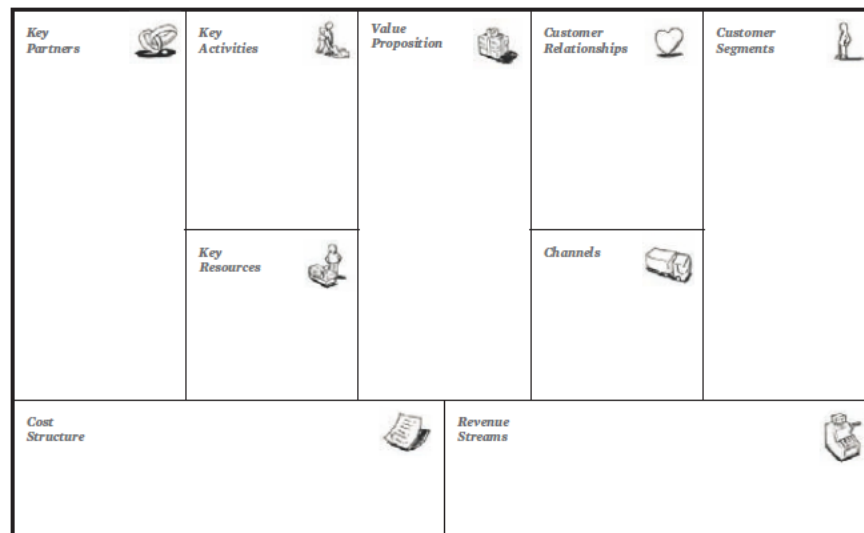 Key
Partners
Key
Activities
Value
Proposition
Customer
Relationships
Customer
Segments
Key
Resources
Channels
Cost
Structure
Revenue
Streams